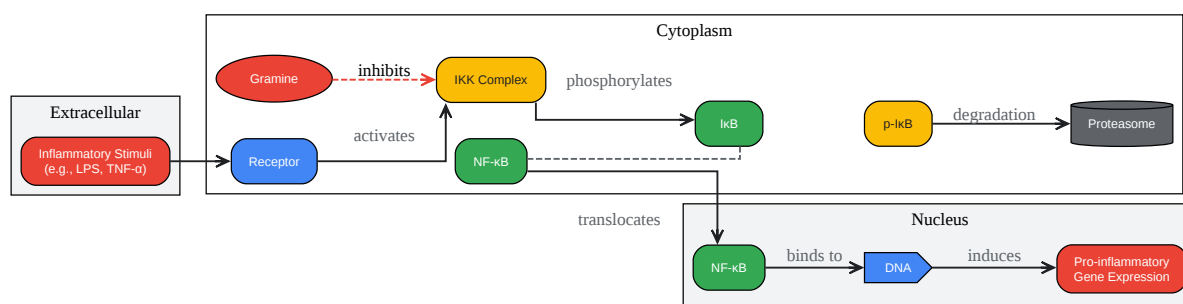 Cytoplasm
Gramine
inhibits
IKK Complex
phosphorylates
Extracellular
Inflammatory Stimuli
(e.g., LPS, TNF-α)
Receptor
activates
NF-κB
IκB
p-IκB
degradation
Proteasome
translocates
Nucleus
NF-κB
binds to
DNA
induces
Pro-inflammatory
Gene Expression